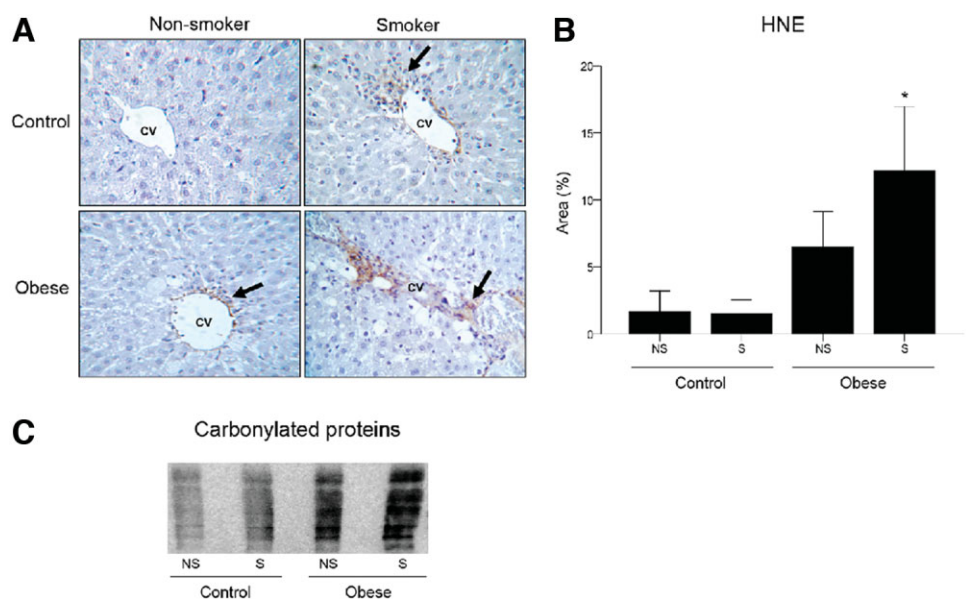 A
Non-smoker
Smoker
Control
CV
CV
Obese
CV
CV
B
HNE
Area (%)
20
15
10
5
0
*
NS
S
NS
S
Control
Obese
C
Carbonylated proteins
NS
S
NS
S
Control
Obese